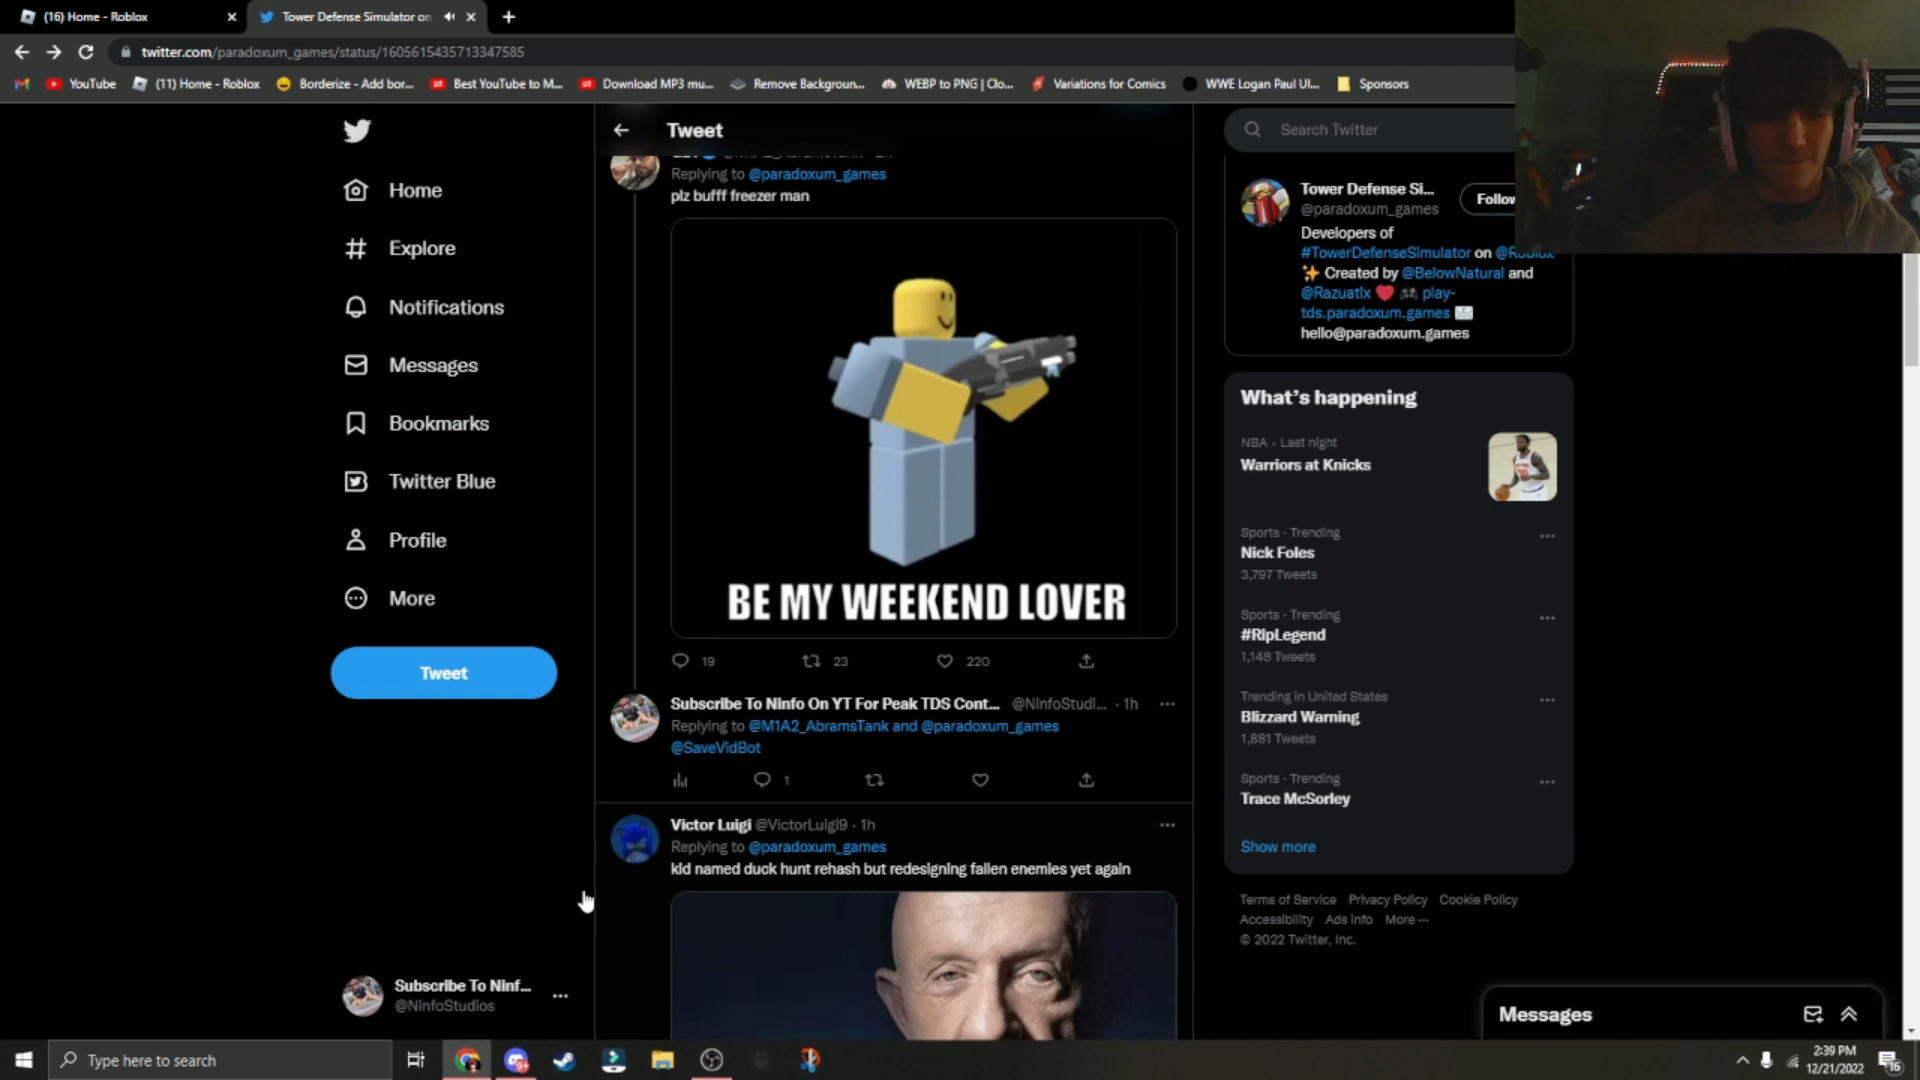 (16) Home - Roblox
Tower Defense Simulator on
twitter.com/paradoxum_games/status/1605615435713347585
YouTube
(11) Home - Roblox
Borderize - Add bor...
Best YouTube to M...
Download MP3 mu...
Remove Backgroun...
WEBP to PNG | Clo...
Variations for Comics
WWE Logan Paul Ul...
Sponsors
Home
Explore
Notifications
Messages
Bookmarks
Twitter Blue
Profile
More
Tweet
Subscribe To Ninf...
@NinfoStudios
Tweet
Replying to @paradoxum_games
plz bufff freezer man
BE MY WEEKEND LOVER
19
23
220
Subscribe To Ninfo On YT For Peak TDS Cont... @NinfoStudi... · 1h
Replying to @M1A2_AbramsTank and @paradoxum_games
@SaveVidBot
1
Victor Luigi @VictorLuigi9 · 1h
Replying to @paradoxum_games
kid named duck hunt rehash but redesigning fallen enemies yet again
Search Twitter
Tower Defense Si...
@paradoxum_games
Follow
Developers of
#TowerDefenseSimulator on @Roblox
✨ Created by @BelowNatural and
@Razuatix ❤️ 🎮 play-
tds.paradoxum.games ✉️
hello@paradoxum.games
What's happening
NBA · Last night
Warriors at Knicks
Sports · Trending
Nick Foles
3,797 Tweets
Sports · Trending
#RipLegend
1,148 Tweets
Trending in United States
Blizzard Warning
1,881 Tweets
Sports · Trending
Trace McSorley
Show more
Terms of Service Privacy Policy Cookie Policy
Accessibility Ads info More ···
© 2022 Twitter, Inc.
Messages
Type here to search
2:39 PM
12/21/2022
16